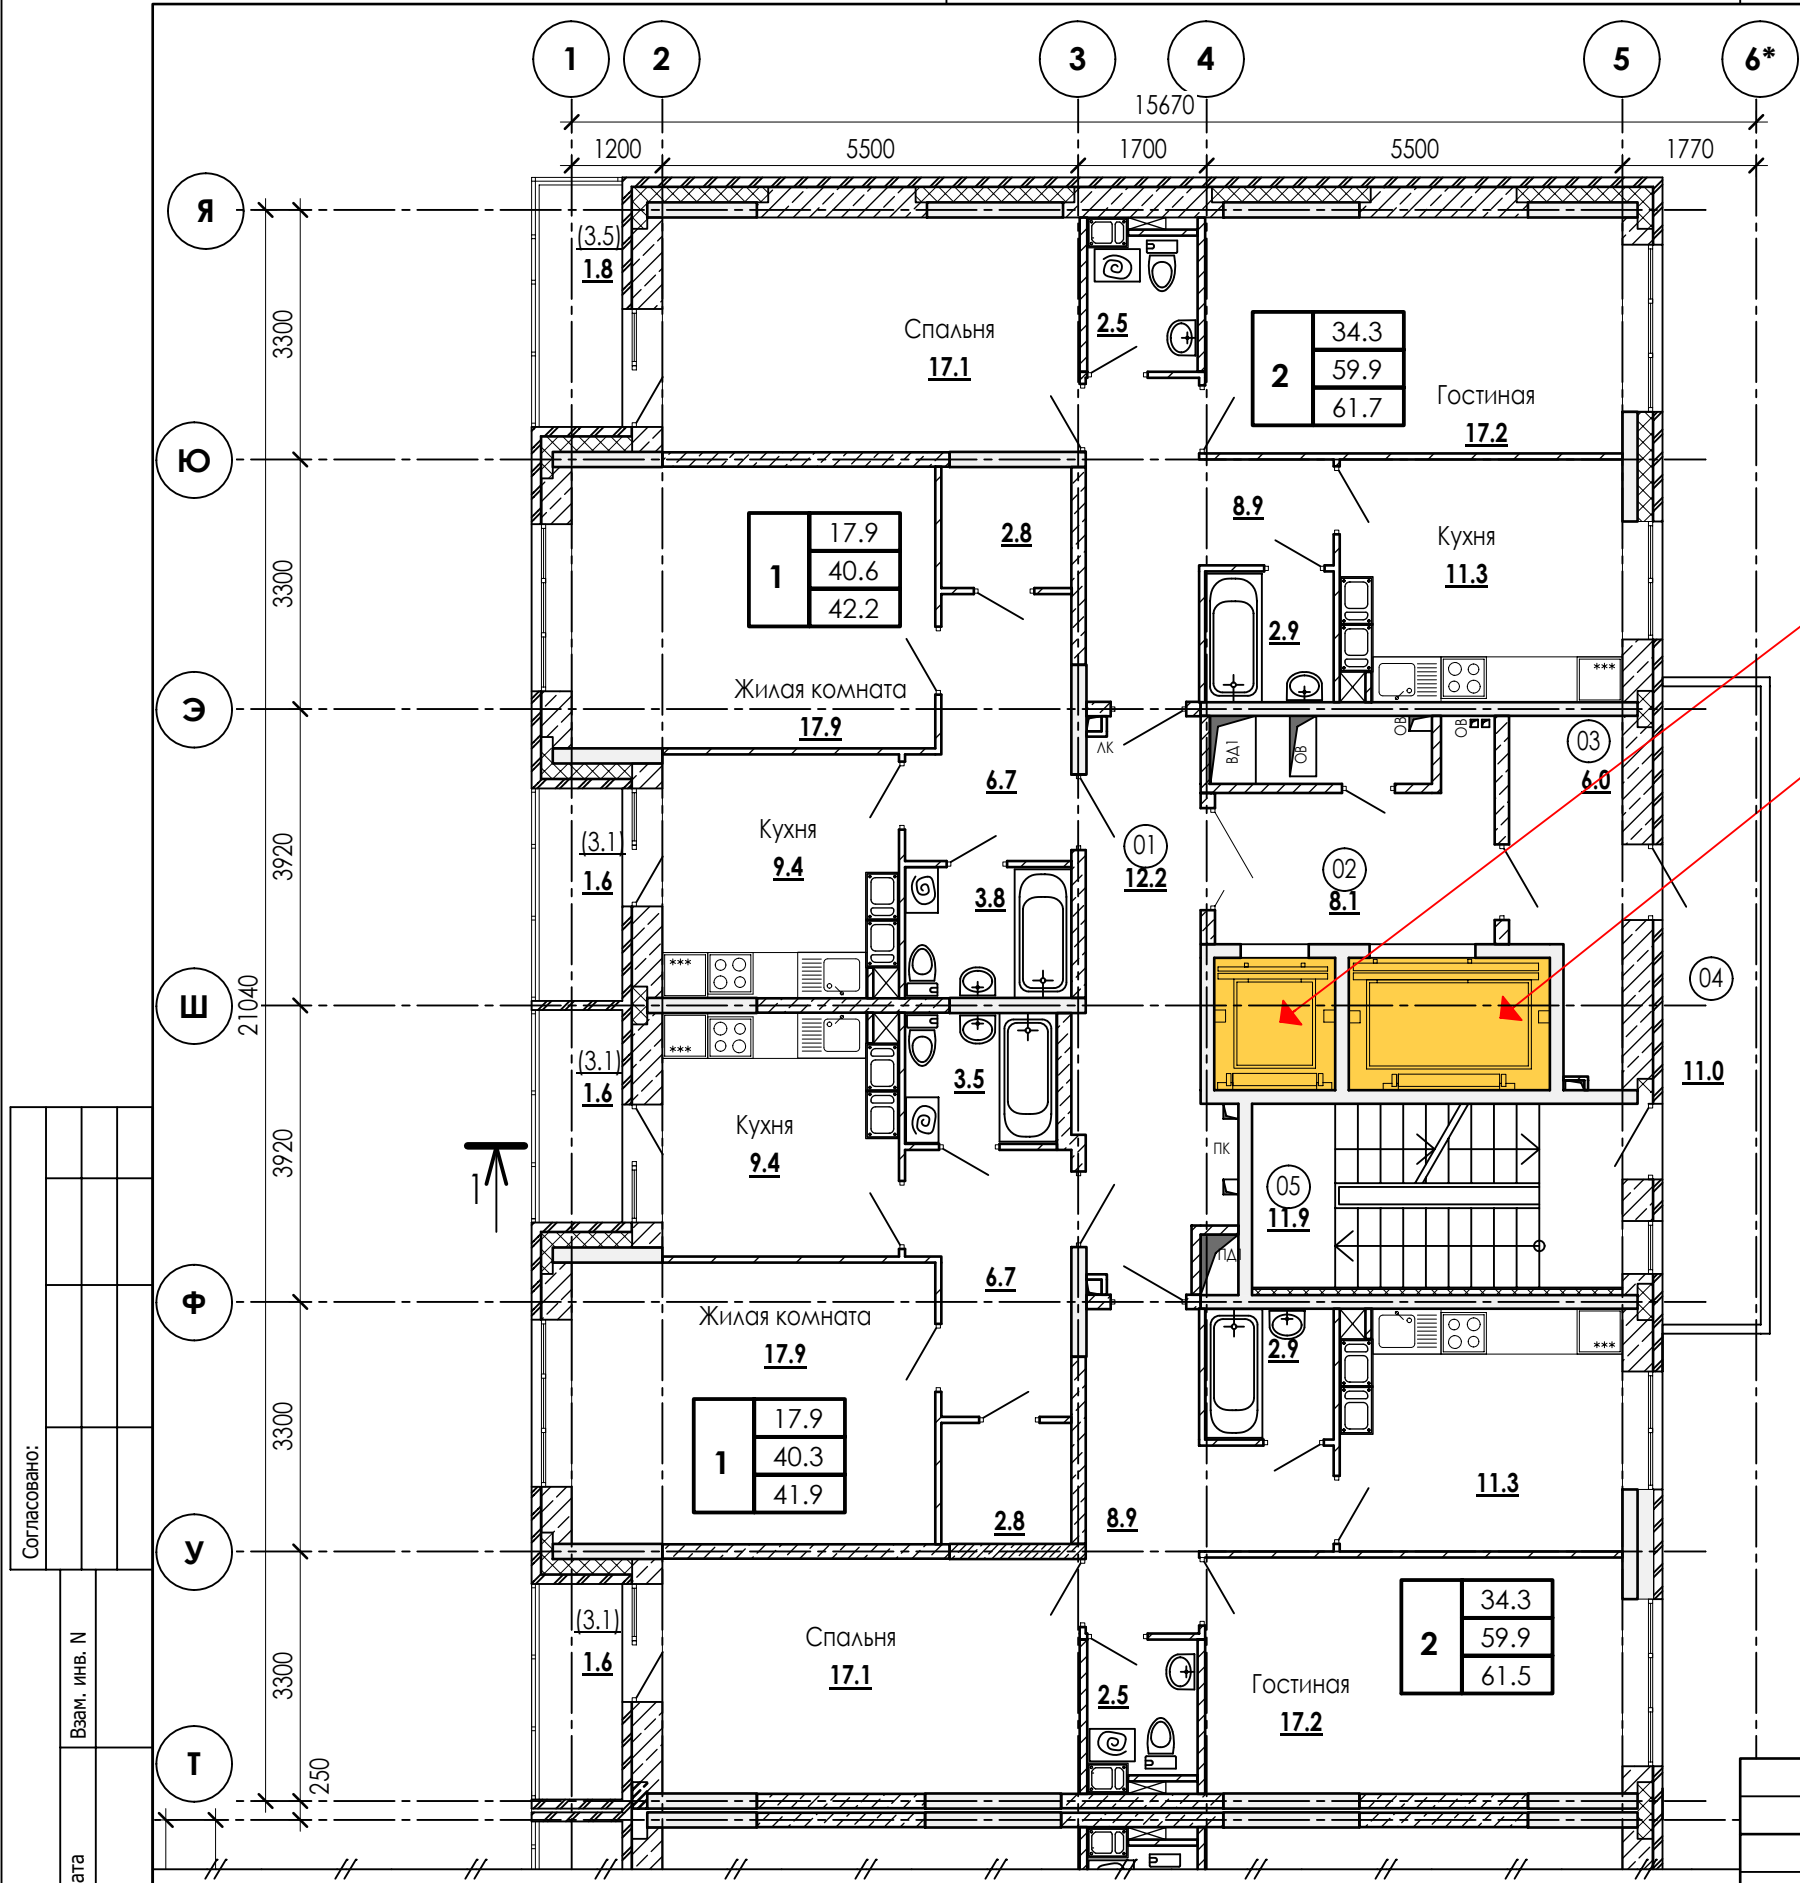 1 2 3 4 5 6*
15670
1200 5500 1700 5500 1770
Я
(3.5)
1.8
3300
Спальня
17.1
2.5
2
34.3
59.9
61.7
Гостиная
17.2
Ю
3300
1
17.9
40.6
42.2
2.8
8.9
Кухня
11.3
2.9
***
Жилая комната
17.9
Э
ЛК
ВД1
ОВ
ОВ
ОВ
03
6.0
6.7
3920
(3.1)
1.6
Кухня
9.4
3.8
01
12.2
02
8.1
***
Ш
21040
04
11.0
(3.1)
1.6
***
3.5
Кухня
9.4
3920
1
ПК
05
11.9
ПД1
6.7
Ф
Жилая комната
17.9
2.9
***
3300
1
17.9
40.3
41.9
2.8
8.9
11.3
У
Согласовано:
(3.1)
1.6
3300
Спальня
17.1
2.5
2
34.3
59.9
61.5
Гостиная
17.2
Взам. инв. N
Т
250
ата